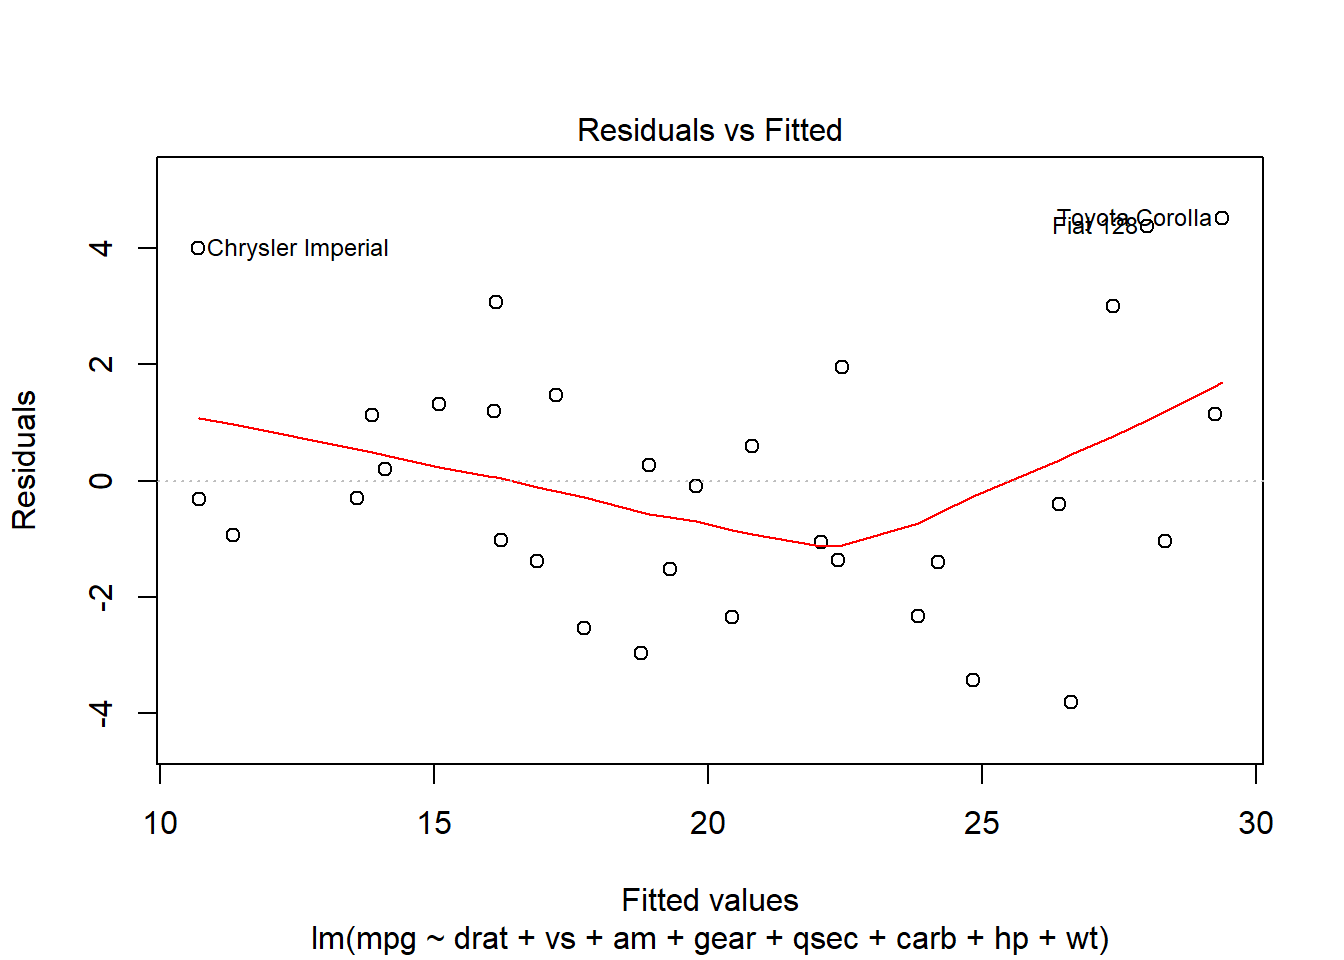 Residuals vs Fitted
Toyota Corolla
Fiat 128
Chrysler Imperial
4
2
0
-2
-4
Residuals
10 15 20 25 30
Fitted values
lm(mpg ~ drat + vs + am + gear + qsec + carb + hp + wt)